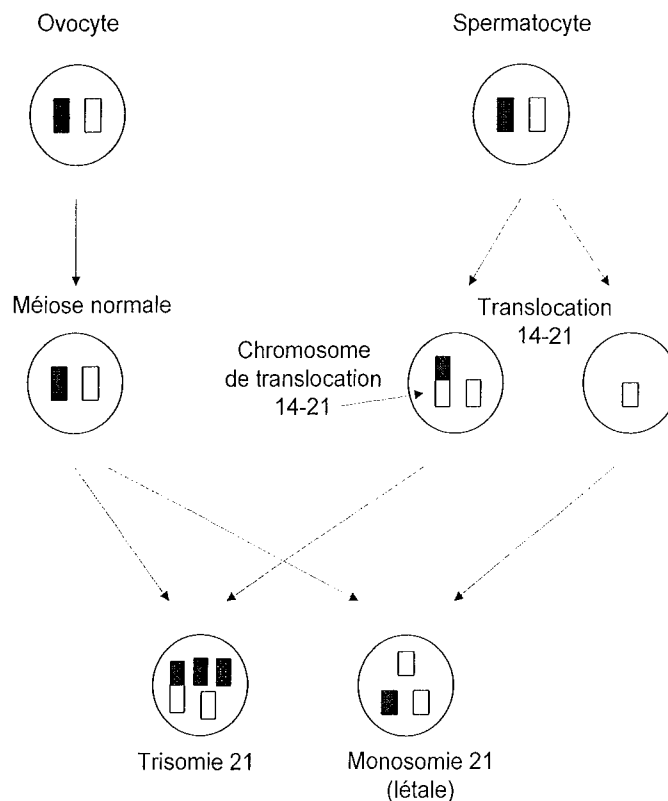 Ovocyte
Spermatocyte
Méiose normale
Translocation
14-21
Chromosome
de translocation
14-21
Trisomie 21
Monosomie 21
(létale)